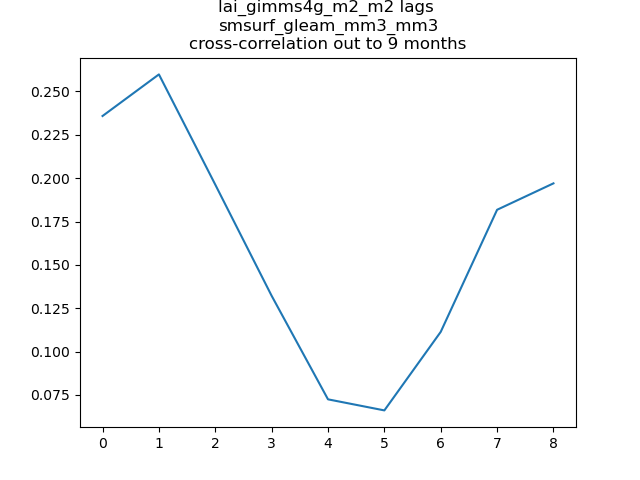 lai_gimms4g_m2_m2 lags
smsurf_gleam_mm3_mm3
cross-correlation out to 9 months
0.250
0.225
0.200
0.175
0.150
0.125
0.100
0.075
0 1 2 3 4 5 6 7 8